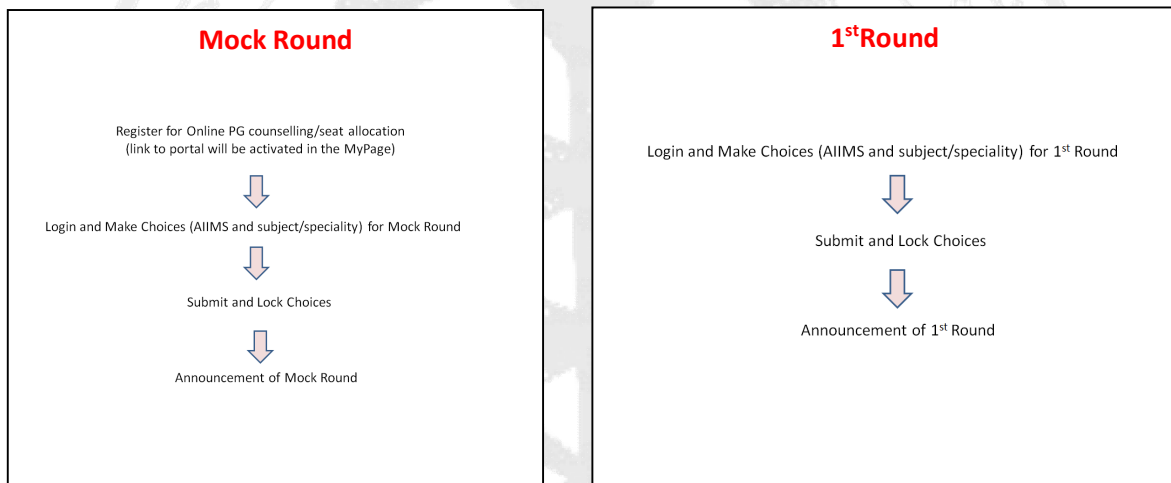 Mock Round
Register for Online PG counselling/seat allocation
(link to portal will be activated in the MyPage)
Login and Make Choices (AIIMS and subject/speciality) for Mock Round
Submit and Lock Choices
Announcement of Mock Round
1stRound
Login and Make Choices (AIIMS and subject/speciality) for 1st Round
Submit and Lock Choices
Announcement of 1st Round